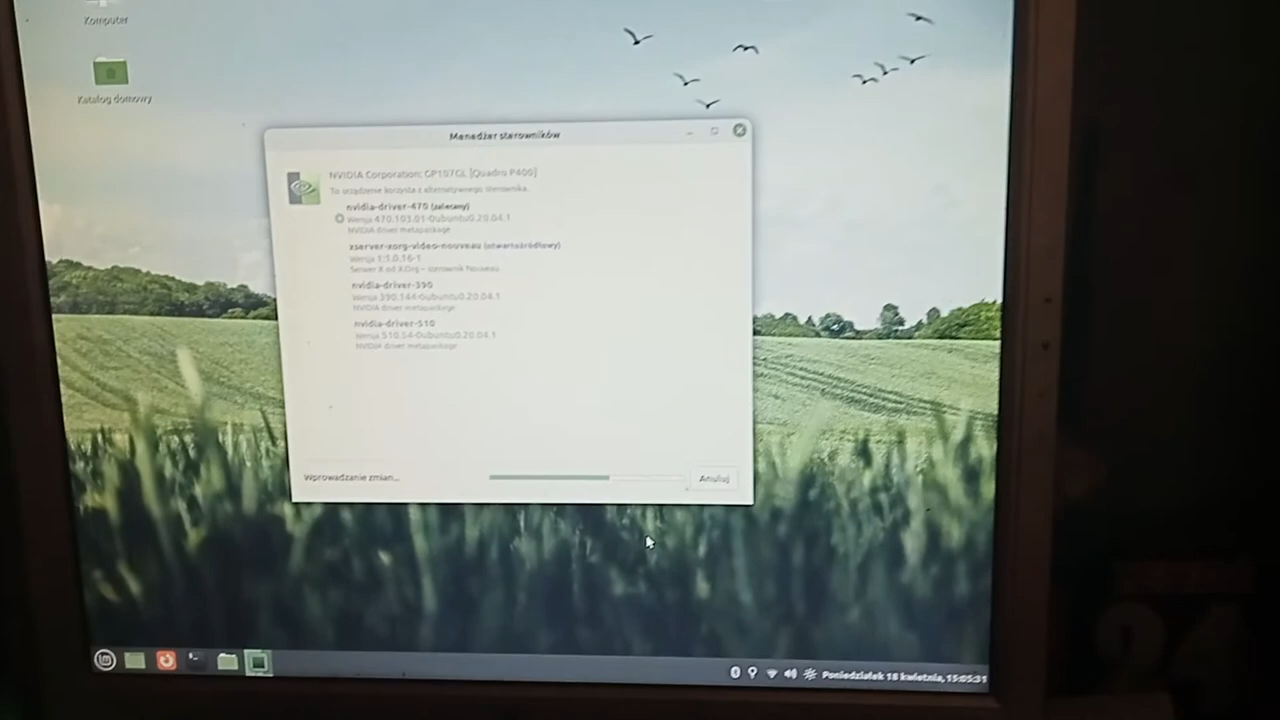 Komputer
Katalog domowy
Menedżer sterowników
NVIDIA Corporation: GP107GL [Quadro P400]
To urządzenie korzysta z alternatywnego sterownika.
nvidia-driver-470 (zalecany)
Wersja 470.103.01-0ubuntu0.20.04.1
NVIDIA driver metapackage
xserver-xorg-video-nouveau (otwartoźródłowy)
Wersja 1:1.0.16-1
Serwer X od X.Org – sterownik Nouveau
nvidia-driver-390
Wersja 390.144-0ubuntu0.20.04.1
NVIDIA driver metapackage
nvidia-driver-510
Wersja 510.54-0ubuntu0.20.04.1
NVIDIA driver metapackage
Wprowadzanie zmian...
Anuluj
Poniedziałek 18 kwietnia, 15:05:31
24